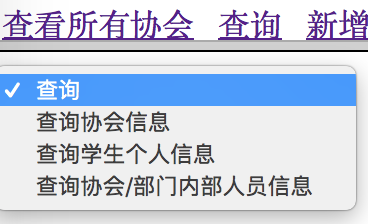 查看所有协会 查询 新增
查询
查询协会信息
查询学生个人信息
查询协会/部门内部人员信息